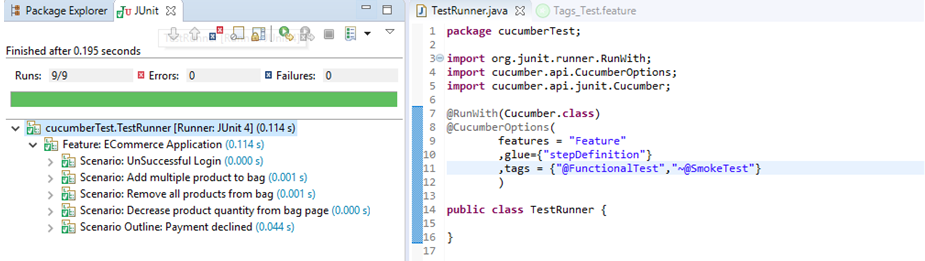 Package Explorer JUnit
Finished after 0.195 seconds
Runs: 9/9 Errors: 0 Failures: 0
cucumberTest.TestRunner [Runner: JUnit 4] (0.114 s)
Feature: ECommerce Application (0.114 s)
Scenario: UnSuccessful Login (0.000 s)
Scenario: Add multiple product to bag (0.001 s)
Scenario: Remove all products from bag (0.001 s)
Scenario: Decrease product quantity from bag page (0.000 s)
Scenario Outline: Payment declined (0.044 s)
TestRunner.java Tags_Test.feature
1 package cucumberTest;
2
3 import org.junit.runner.RunWith;
4 import cucumber.api.CucumberOptions;
5 import cucumber.api.junit.Cucumber;
6
7 @RunWith(Cucumber.class)
8 @CucumberOptions(
9 features = "Feature"
10 ,glue={"stepDefinition"}
11 ,tags = {"@FunctionalTest","~@SmokeTest"}
12 )
13
14 public class TestRunner {
15
16 }
17